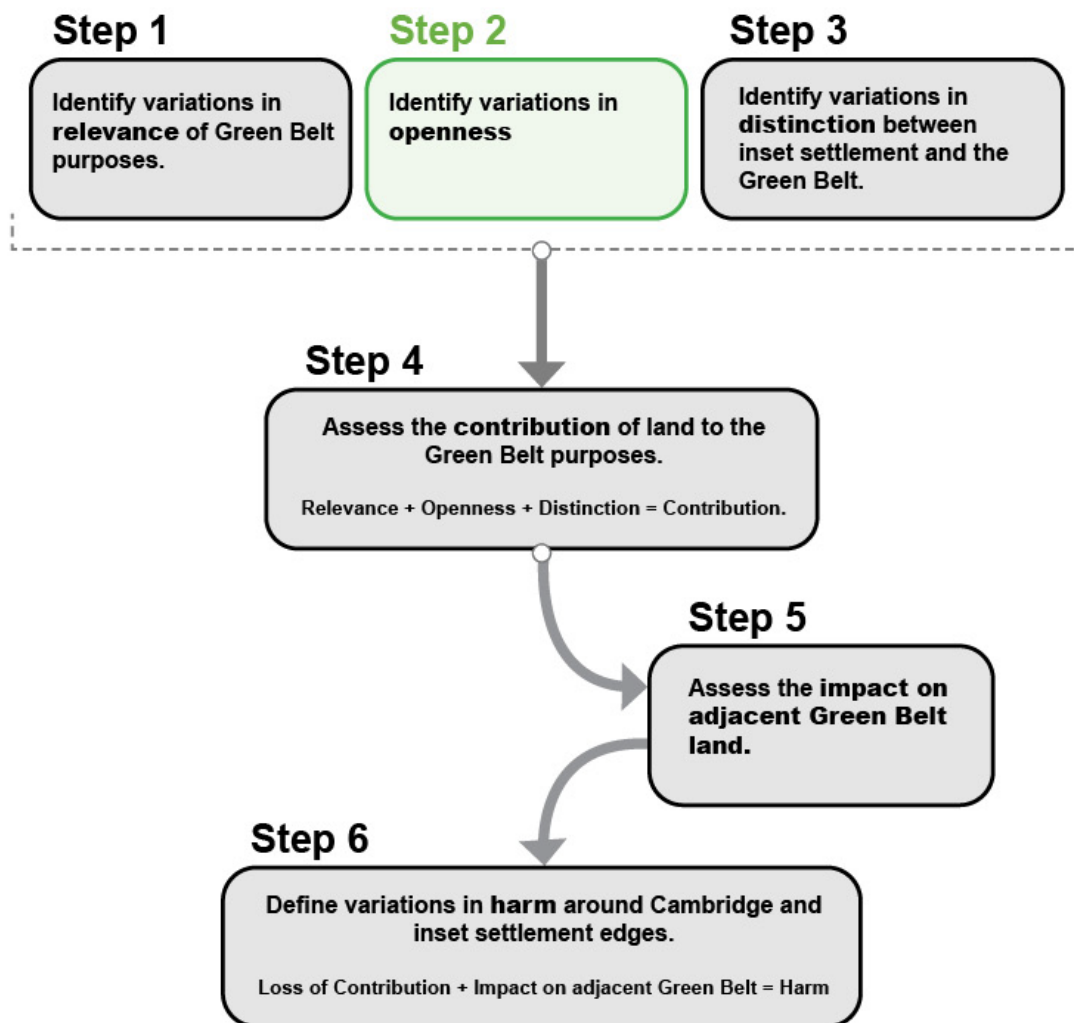 Step 1
Identify variations in
relevance of Green Belt
purposes.
Step 2
Identify variations in
openness
Step 3
Identify variations in
distinction between
inset settlement and the
Green Belt.
Step 4
Assess the contribution of land to the
Green Belt purposes.
Relevance + Openness + Distinction = Contribution.
Step 5
Assess the impact on
adjacent Green Belt
land.
Step 6
Define variations in harm around Cambridge and
inset settlement edges.
Loss of Contribution + Impact on adjacent Green Belt = Harm